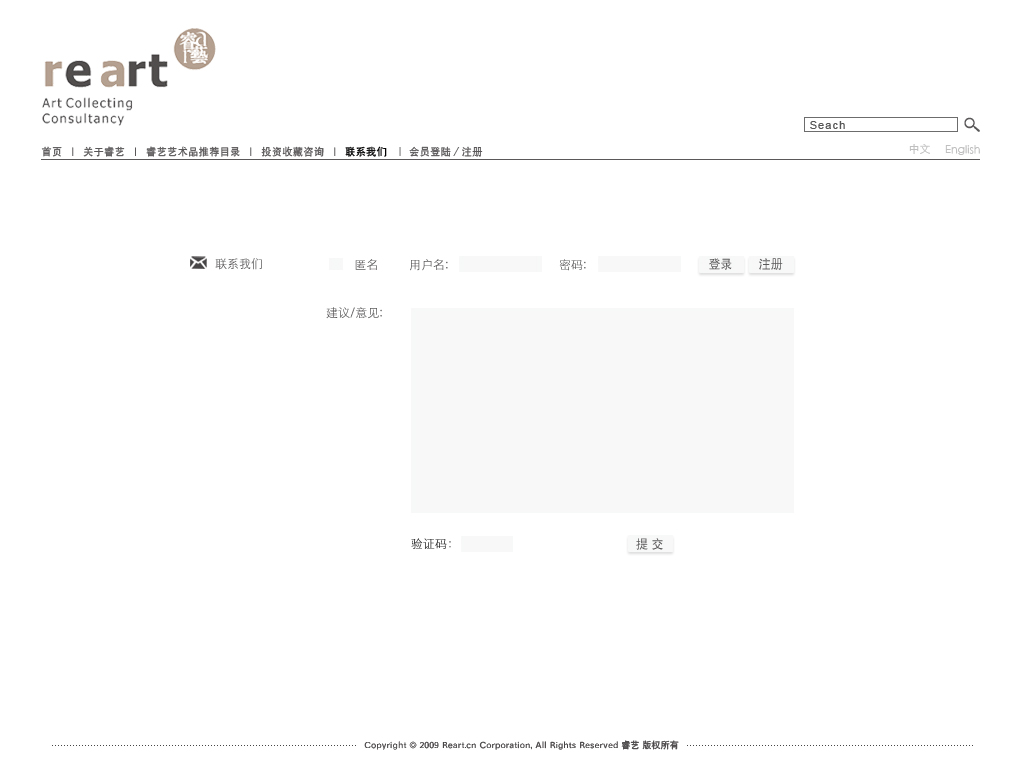 睿艺
re art
Art Collecting
Consultancy
Seach
首页 | 关于睿艺 | 睿艺艺术品推荐目录 | 投资收藏咨询 | 联系我们 | 会员登陆 / 注册
中文 English
联系我们 匿名 用户名: 密码: 登录 注册
建议/意见:
验证码: 提 交
Copyright © 2009 Reart.cn Corporation, All Rights Reserved 睿艺 版权所有